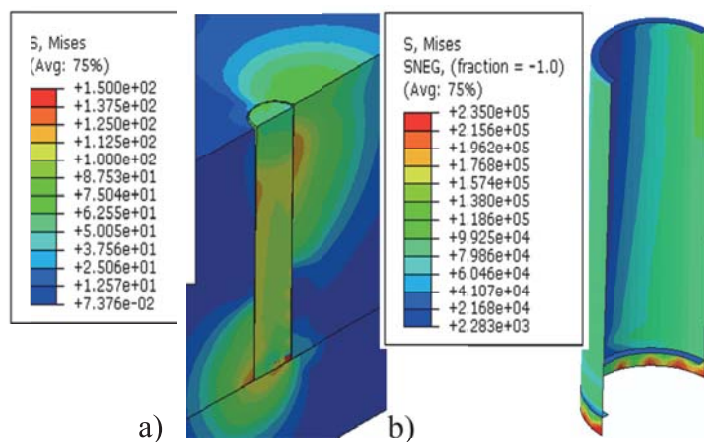 S, Mises
(Avg: 75%)
+1.500e+02
+1.375e+02
+1.250e+02
+1.125e+02
+1.000e+02
+8.753e+01
+7.504e+01
+6.255e+01
+5.005e+01
+3.756e+01
+2.506e+01
+1.257e+01
+7.376e-02
a)
S, Mises
SNEG, (fraction = -1.0)
(Avg: 75%)
+2 350e+05
+2 156e+05
+1 962e+05
+1 768e+05
+1 574e+05
+1 380e+05
+1 186e+05
+9 925e+04
+7 986e+04
+6 046e+04
+4 107e+04
+2 168e+04
+2 283e+03
b)